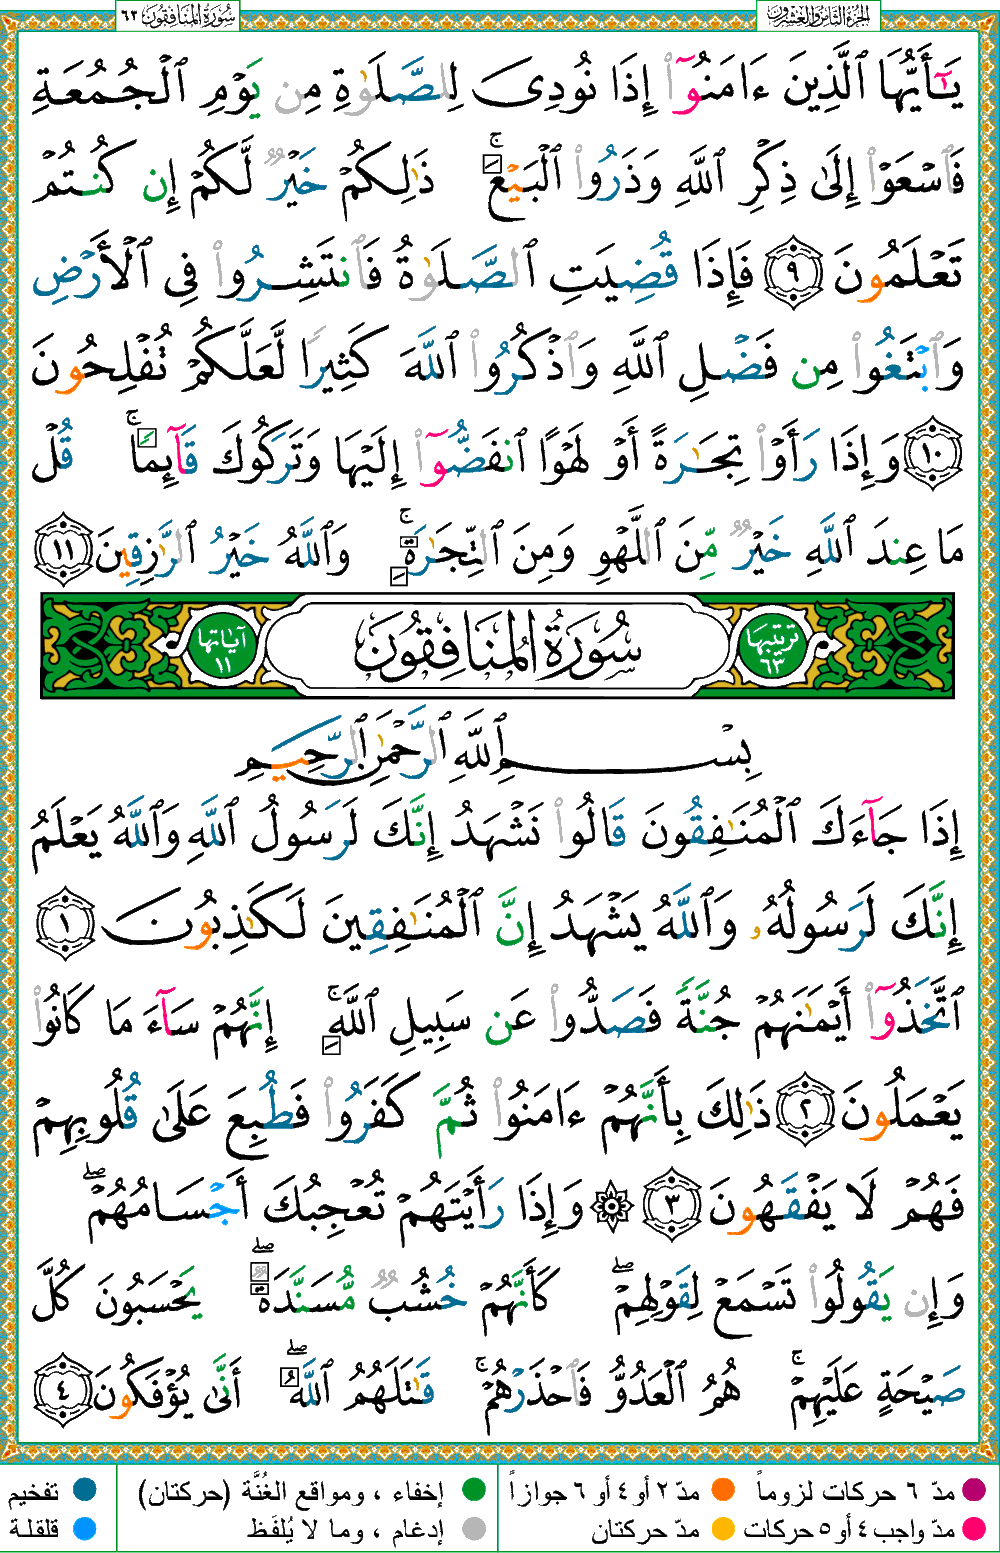 الجزء الثامن والعشرون
سُورَةُ المُنَافِقُونَ ٦٣
يَـٰٓأَيُّهَا ٱلَّذِينَ ءَامَنُوٓا۟ إِذَا نُودِىَ لِلصَّلَوٰةِ مِن يَوْمِ ٱلْجُمُعَةِ
فَٱسْعَوْا۟ إِلَىٰ ذِكْرِ ٱللَّهِ وَذَرُوا۟ ٱلْبَيْعَ ۚ ذَٰلِكُمْ خَيْرٌ لَّكُمْ إِن كُنتُمْ
تَعْلَمُونَ ٩ فَإِذَا قُضِيَتِ ٱلصَّلَوٰةُ فَٱنتَشِرُوا۟ فِى ٱلْأَرْضِ
وَٱبْتَغُوا۟ مِن فَضْلِ ٱللَّهِ وَٱذْكُرُوا۟ ٱللَّهَ كَثِيرًا لَّعَلَّكُمْ تُفْلِحُونَ
١٠ وَإِذَا رَأَوْا۟ تِجَـٰرَةً أَوْ لَهْوًا ٱنفَضُّوٓا۟ إِلَيْهَا وَتَرَكُوكَ قَآئِمًا ۚ قُلْ
مَا عِندَ ٱللَّهِ خَيْرٌ مِّنَ ٱللَّهْوِ وَمِنَ ٱلتِّجَـٰرَةِ ۚ وَٱللَّهُ خَيْرُ ٱلرَّٰزِقِينَ ١١
ترتيبها ٦٣
سُورَةُ المُنَافِقُونَ
آياتها ١١
بِسْمِ ٱللَّهِ ٱلرَّحْمَـٰنِ ٱلرَّحِيمِ
إِذَا جَآءَكَ ٱلْمُنَـٰفِقُونَ قَالُوا۟ نَشْهَدُ إِنَّكَ لَرَسُولُ ٱللَّهِ وَٱللَّهُ يَعْلَمُ
إِنَّكَ لَرَسُولُهُۥ وَٱللَّهُ يَشْهَدُ إِنَّ ٱلْمُنَـٰفِقِينَ لَكَـٰذِبُونَ ١
ٱتَّخَذُوٓا۟ أَيْمَـٰنَهُمْ جُنَّةً فَصَدُّوا۟ عَن سَبِيلِ ٱللَّهِ ۚ إِنَّهُمْ سَآءَ مَا كَانُوا۟
يَعْمَلُونَ ٢ ذَٰلِكَ بِأَنَّهُمْ ءَامَنُوا۟ ثُمَّ كَفَرُوا۟ فَطُبِعَ عَلَىٰ قُلُوبِهِمْ
فَهُمْ لَا يَفْقَهُونَ ٣ ۞ وَإِذَا رَأَيْتَهُمْ تُعْجِبُكَ أَجْسَامُهُمْ ۖ
وَإِن يَقُولُوا۟ تَسْمَعْ لِقَوْلِهِمْ ۖ كَأَنَّهُمْ خُشُبٌ مُّسَنَّدَةٌ ۖ يَحْسَبُونَ كُلَّ
صَيْحَةٍ عَلَيْهِمْ ۚ هُمُ ٱلْعَدُوُّ فَٱحْذَرْهُمْ ۚ قَـٰتَلَهُمُ ٱللَّهُ ۖ أَنَّىٰ يُؤْفَكُونَ ٤
مدّ ٦ حركات لزوماً مدّ ٢ أو ٤ أو ٦ جوازاً إخفاء ، ومواقع الغُنَّة (حركتان) تفخيم
مدّ واجب ٤ أو ٥ حركات مدّ حركتان إدغام ، وما لا يُلفَظ قلقلة